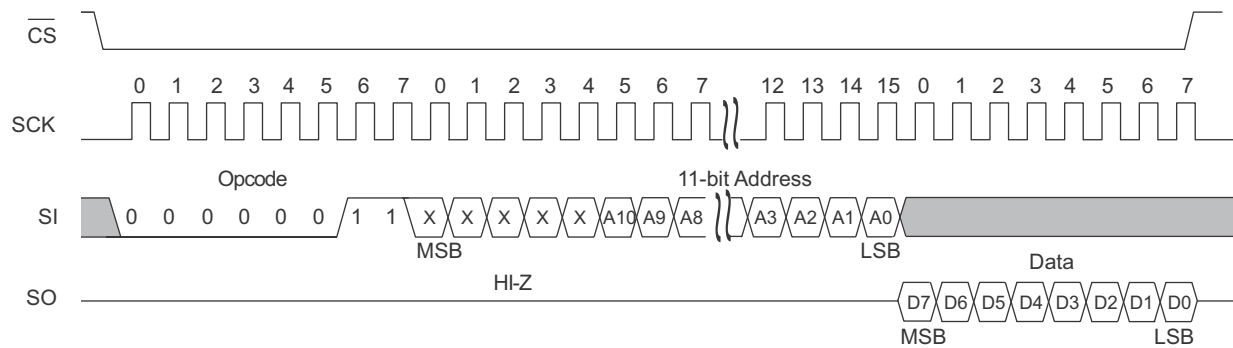 CS
0 1 2 3 4 5 6 7 0 1 2 3 4 5 6 7 12 13 14 15 0 1 2 3 4 5 6 7
SCK
Opcode 11-bit Address
SI 0 0 0 0 0 0 1 1 X X X X X A10 A9 A8 A3 A2 A1 A0
MSB LSB
HI-Z Data
SO D7 D6 D5 D4 D3 D2 D1 D0
MSB LSB